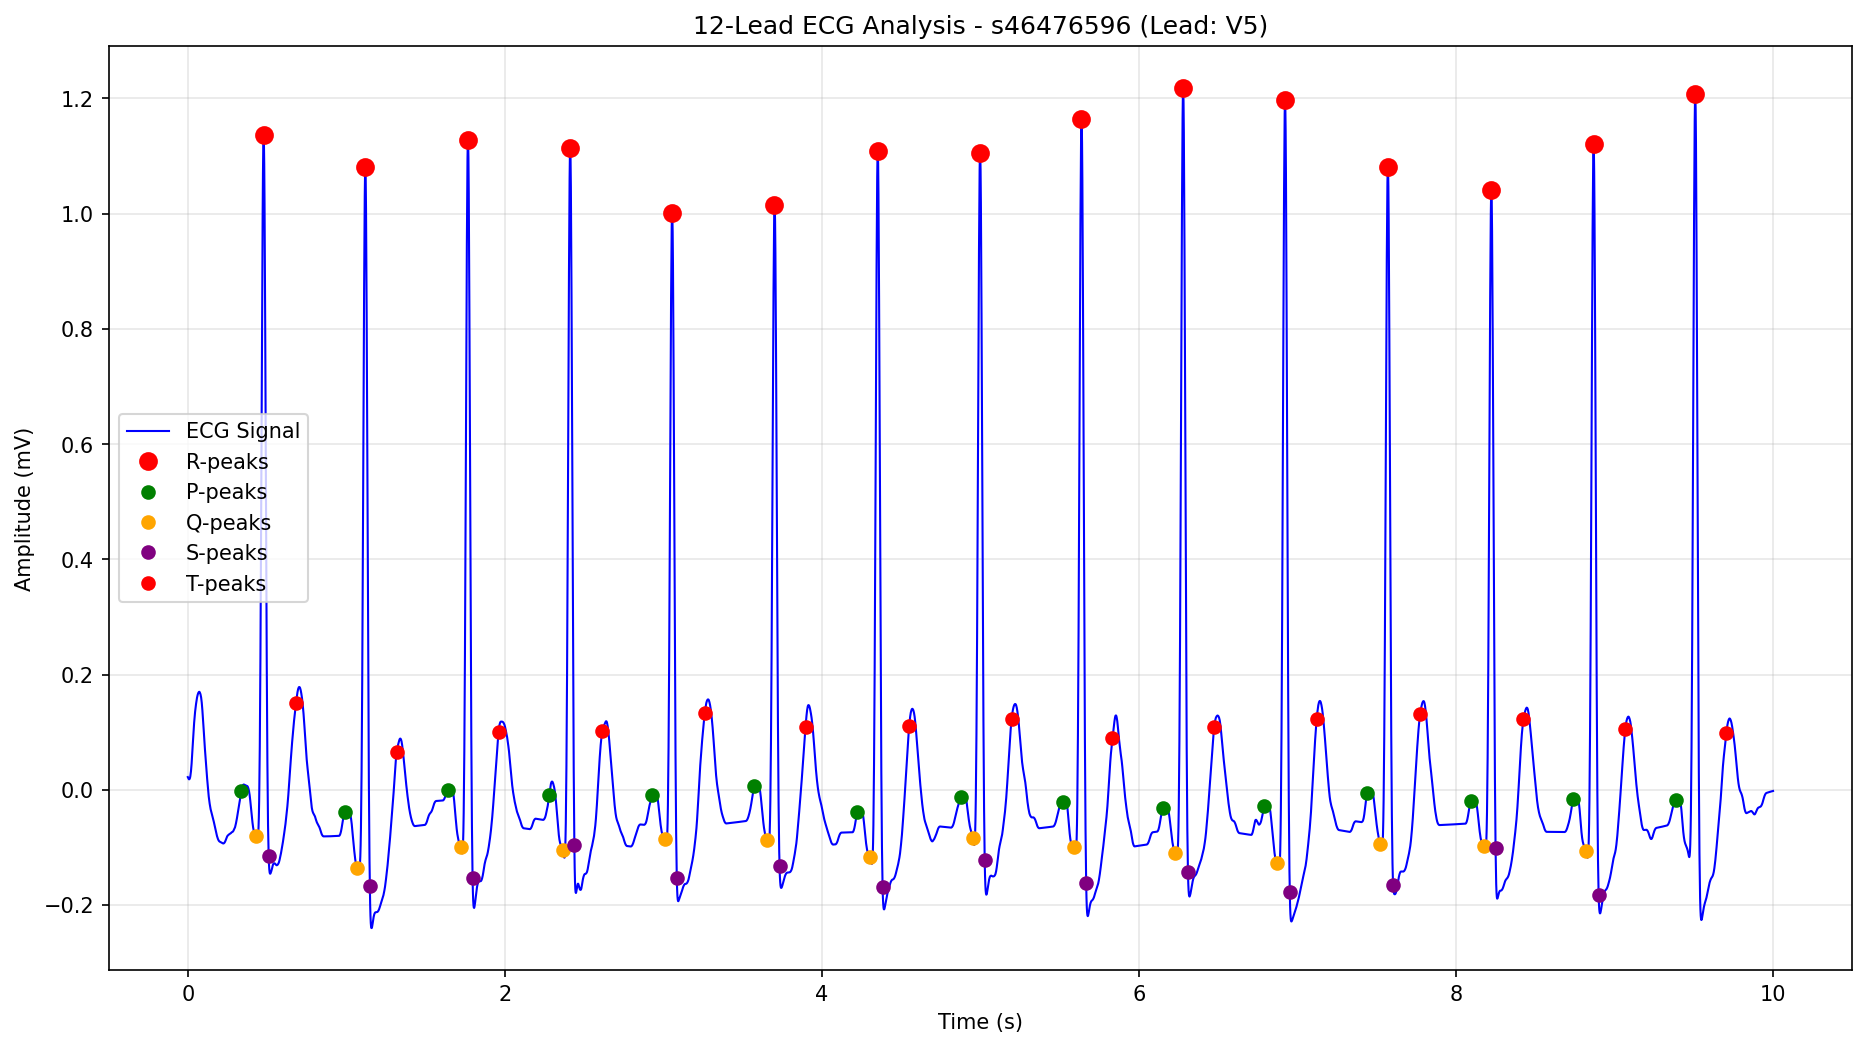 12-Lead ECG Analysis - s46476596 (Lead: V5)
Amplitude (mV)
1.2
1.0
0.8
0.6
0.4
0.2
0.0
−0.2
ECG Signal
R-peaks
P-peaks
Q-peaks
S-peaks
T-peaks
0 2 4 6 8 10
Time (s)